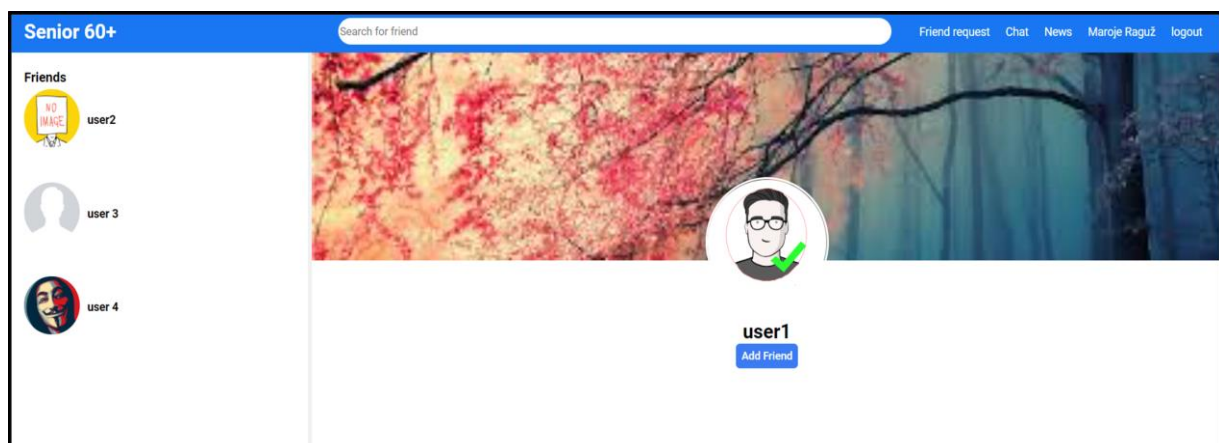 Senior 60+
Search for friend
Friend request Chat News Maroje Raguž logout
Friends
NO
IMAGE
user2
user 3
user 4
user1
Add Friend